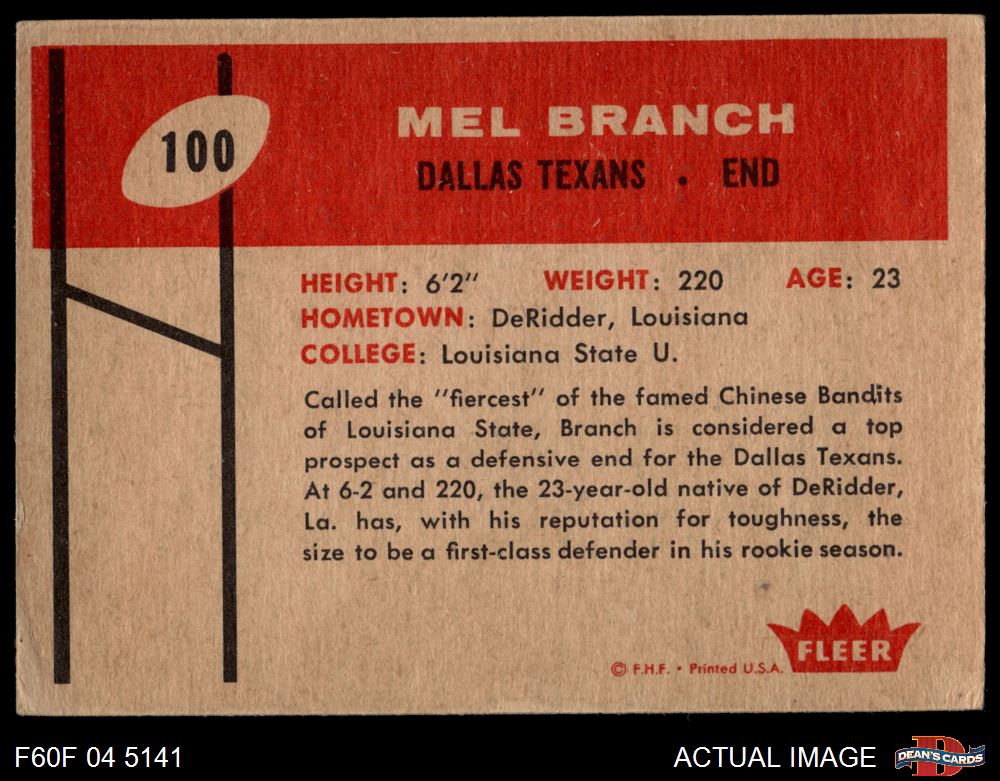 100
MEL BRANCH
DALLAS TEXANS . END
HEIGHT: 6'2" WEIGHT: 220 AGE: 23
HOMETOWN: DeRidder, Louisiana
COLLEGE: Louisiana State U.
Called the "fiercest" of the famed Chinese Bandits
of Louisiana State, Branch is considered a top
prospect as a defensive end for the Dallas Texans.
At 6-2 and 220, the 23-year-old native of DeRidder,
La. has, with his reputation for toughness, the
size to be a first-class defender in his rookie season.
FLEER
© F.H.F. • Printed U.S.A.
F60F 04 5141
ACTUAL IMAGE
D
DEAN'S CARDS